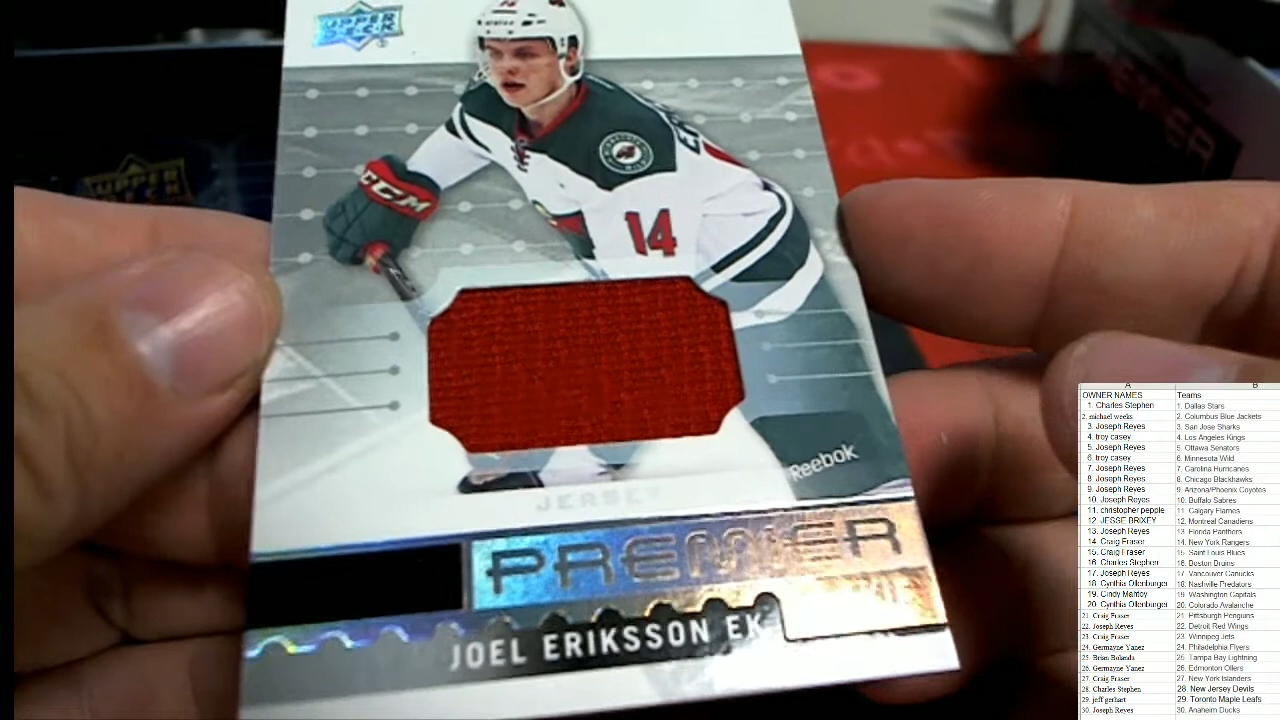 UPPER DECK
CCM
14
Reebok
JERSEY
PREMIER
JOEL ERIKSSON EK
UPPER DECK
A B
OWNER NAMES Teams
1. Charles Stephen 1. Dallas Stars
2. michael weeks 2. Columbus Blue Jackets
3. Joseph Reyes 3. San Jose Sharks
4. troy casey 4. Los Angeles Kings
5. Joseph Reyes 5. Ottawa Senators
6. troy casey 6. Minnesota Wild
7. Joseph Reyes 7. Carolina Hurricanes
8. Joseph Reyes 8. Chicago Blackhawks
9. Joseph Reyes 9. Arizona/Phoenix Coyotes
10. Joseph Reyes 10. Buffalo Sabres
11. christopher pepple 11. Calgary Flames
12. JESSE BRIXEY 12. Montreal Canadiens
13. Joseph Reyes 13. Florida Panthers
14. Craig Fraser 14. New York Rangers
15. Craig Fraser 15. Saint Louis Blues
16. Charles Stephen 16. Boston Bruins
17. Joseph Reyes 17. Vancouver Canucks
18. Cynthia Ollenburger 18. Nashville Predators
19. Cindy 19. Washington Capitals
20. Cynthia Ollenburger 20. Colorado Avalanche
21. Craig Fraser 21. Pittsburgh Penguins
22. Joseph Reyes 22. Detroit Red Wings
23. Craig Fraser 23. Winnipeg Jets
24. Germayne Yanez 24. Philadelphia Flyers
25. Brian 25. Tampa Bay Lightning
26. Germayne Yanez 26. Edmonton Oilers
27. Craig Fraser 27. New York Islanders
28. Charles Stephen 28. New Jersey Devils
29. jeff gerhart 29. Toronto Maple Leafs
30. Joseph Reyes 30. Anaheim Ducks